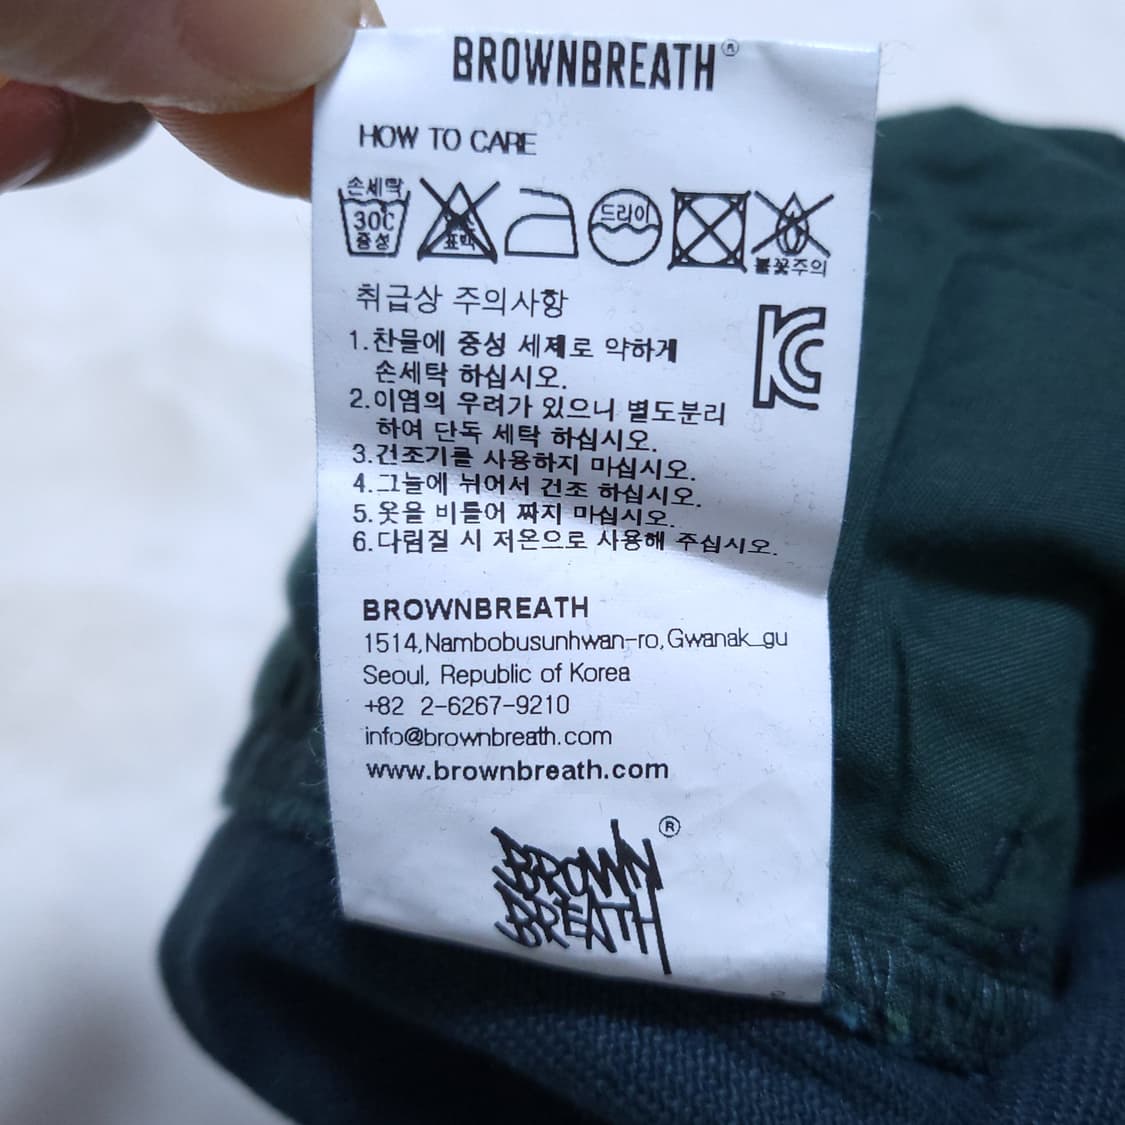 BROWNBREATH®
HOW TO CARE
손세탁
30C
중성
표백
드라이
불꽃주의
취급상 주의사항
1.찬물에 중성 세제로 약하게
손세탁 하십시오.
2.이염의 우려가 있으니 별도분리
하여 단독 세탁 하십시오.
3.건조기를 사용하지 마십시오.
4.그늘에 뉘어서 건조 하십시오.
5.옷을 비틀어 짜지 마십시오.
6.다림질 시 저온으로 사용해 주십시오.
BROWNBREATH
1514,Nambobusunhwan-ro,Gwanak_gu
Seoul, Republic of Korea
+82 2-6267-9210
info@brownbreath.com
www.brownbreath.com
BROWN ®
BREATH